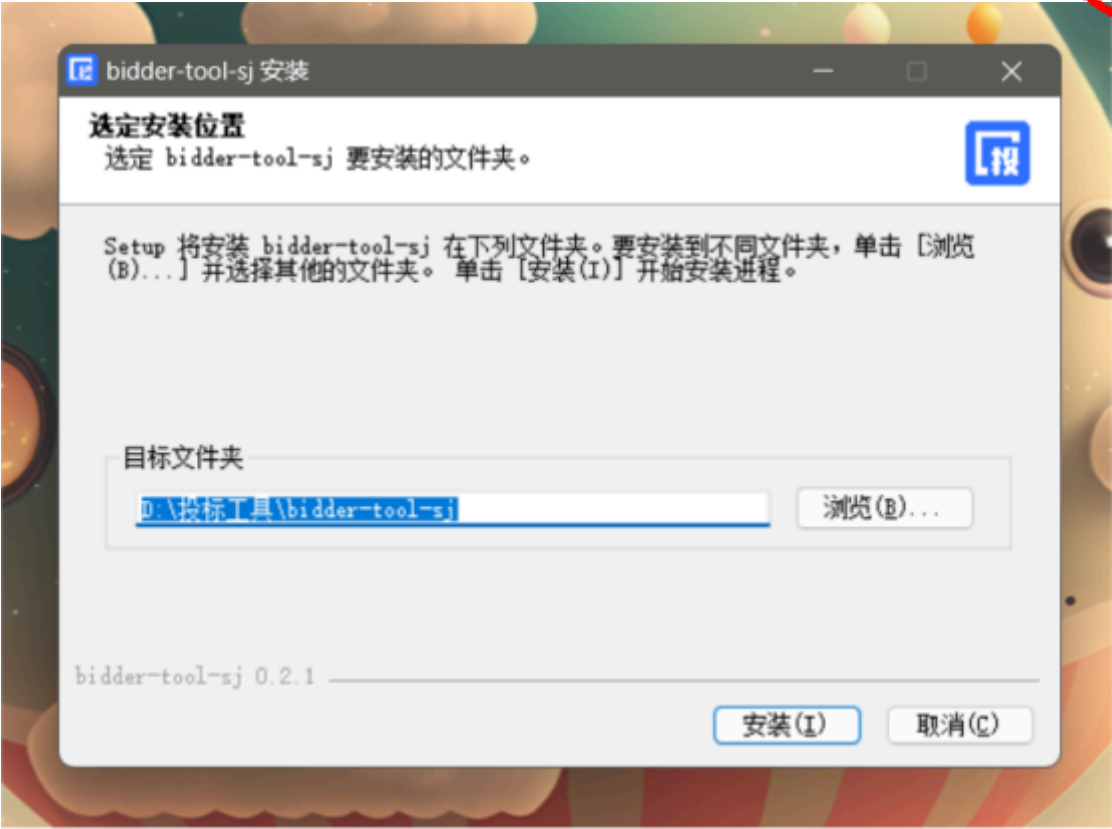 bidder-tool-sj 安装
选定安装位置
选定 bidder-tool-sj 要安装的文件夹。
投
Setup 将安装 bidder-tool-sj 在下列文件夹。要安装到不同文件夹，单击 [浏览
(B)...] 并选择其他的文件夹。 单击 [安装(I)] 开始安装进程。
目标文件夹
D:\投标工具\bidder-tool-sj
浏览(B)...
bidder-tool-sj 0.2.1
安装(I)
取消(C)